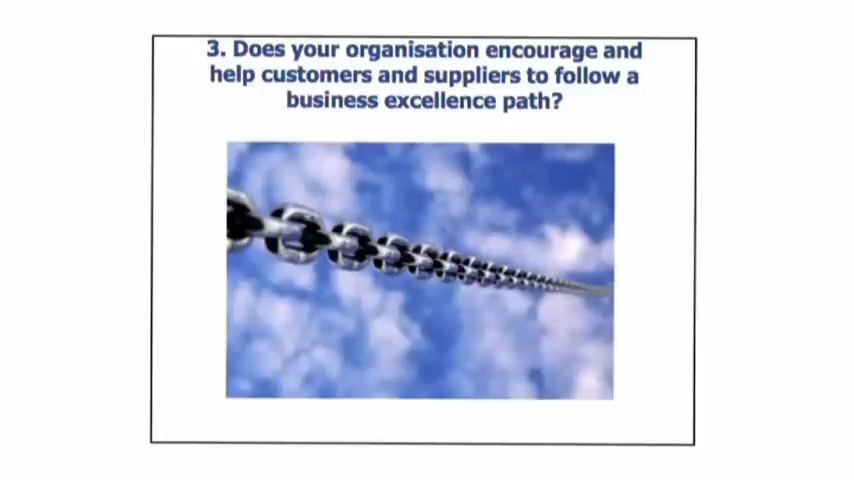 3. Does your organisation encourage and
help customers and suppliers to follow a
business excellence path?